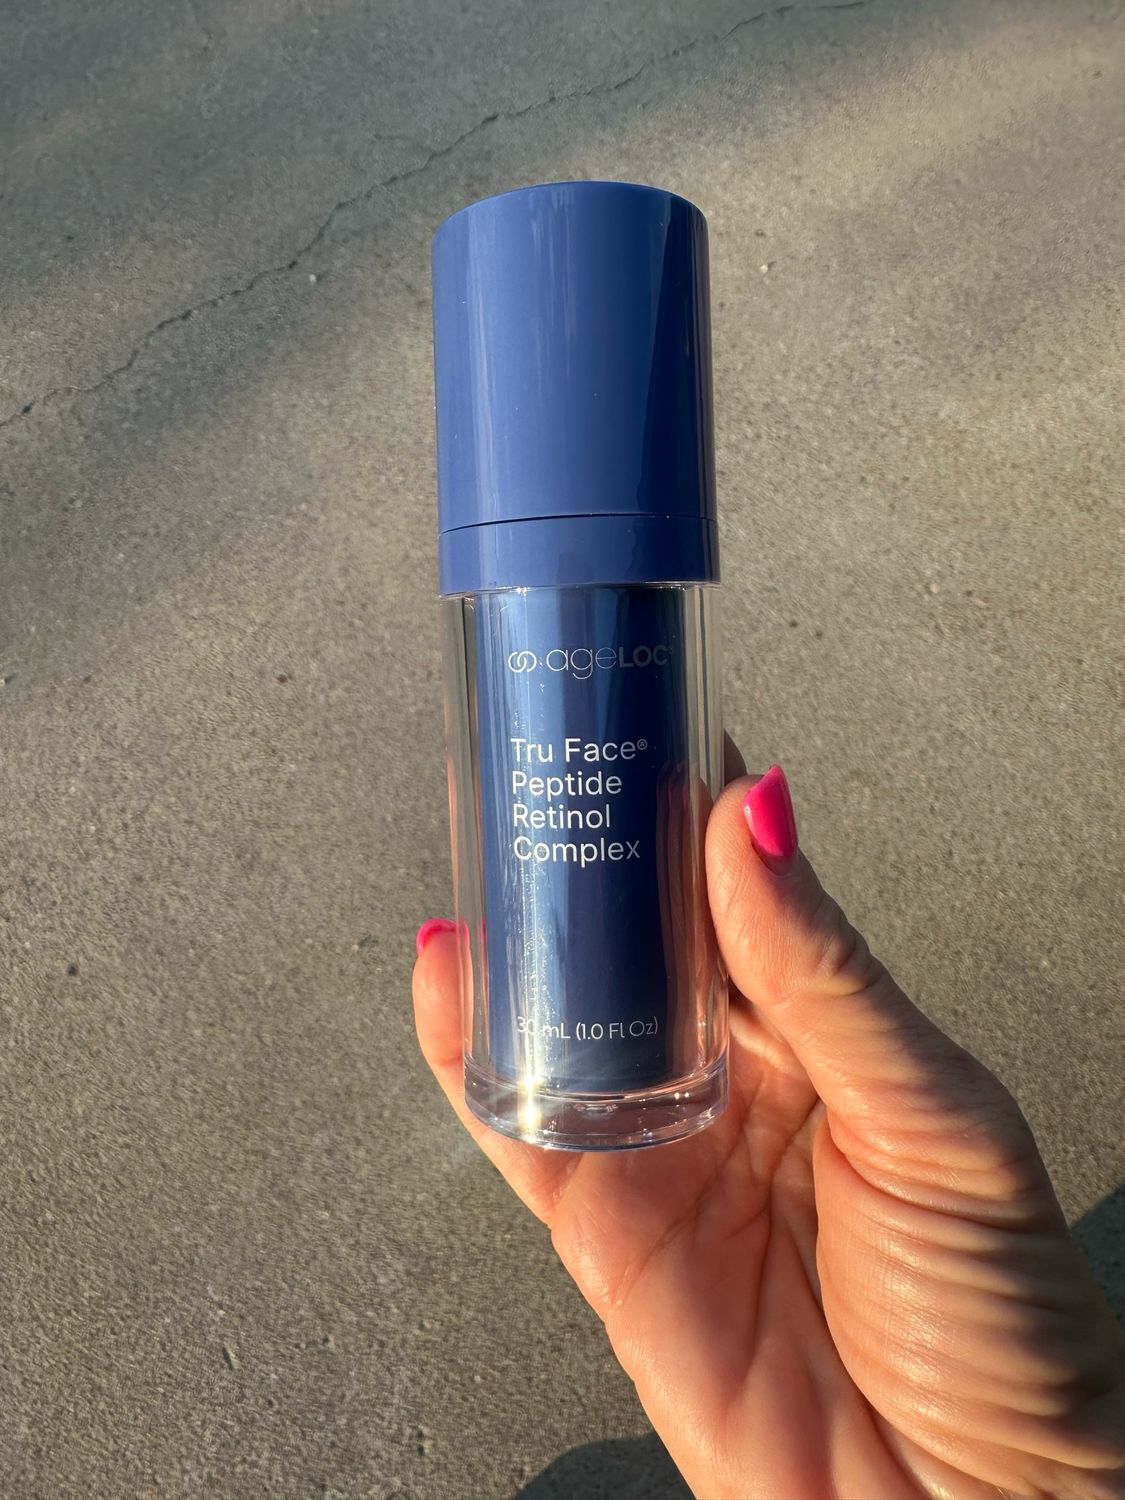 ageLOC®
Tru Face®
Peptide
Retinol
Complex
30 mL (1.0 Fl Oz)